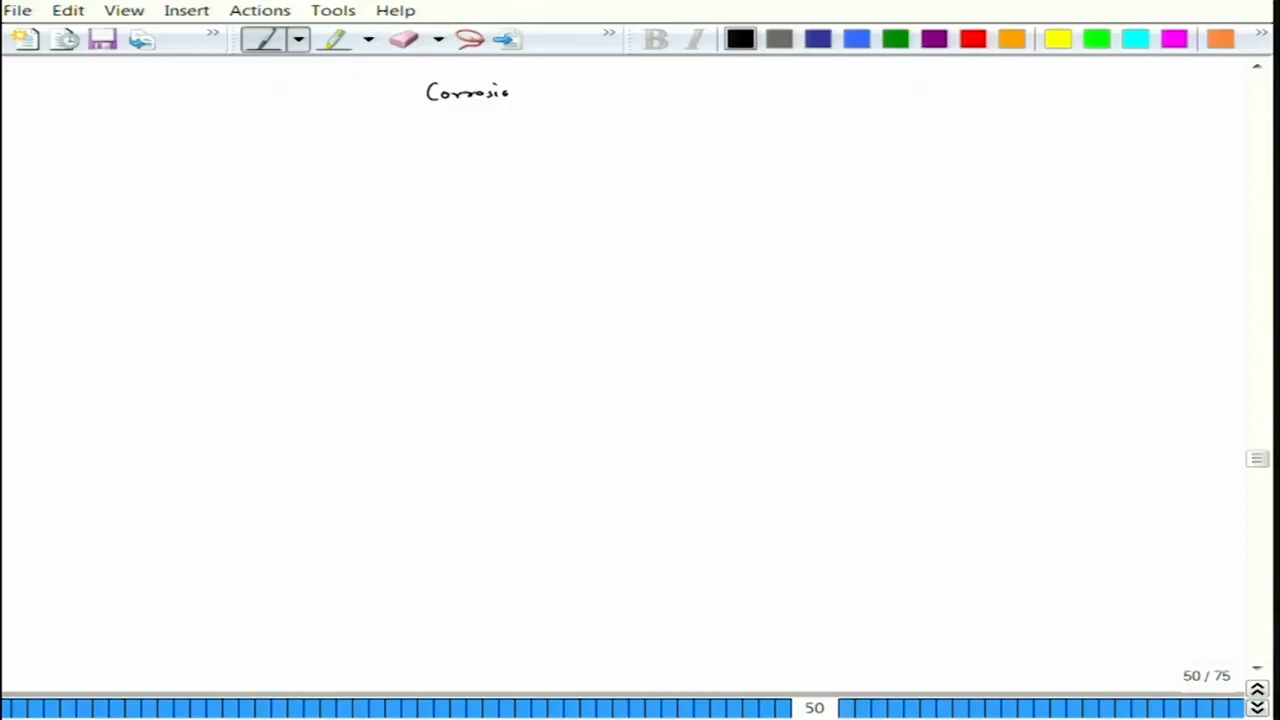 File Edit View Insert Actions Tools Help
» » B I »
Corrosio
50 / 75
50